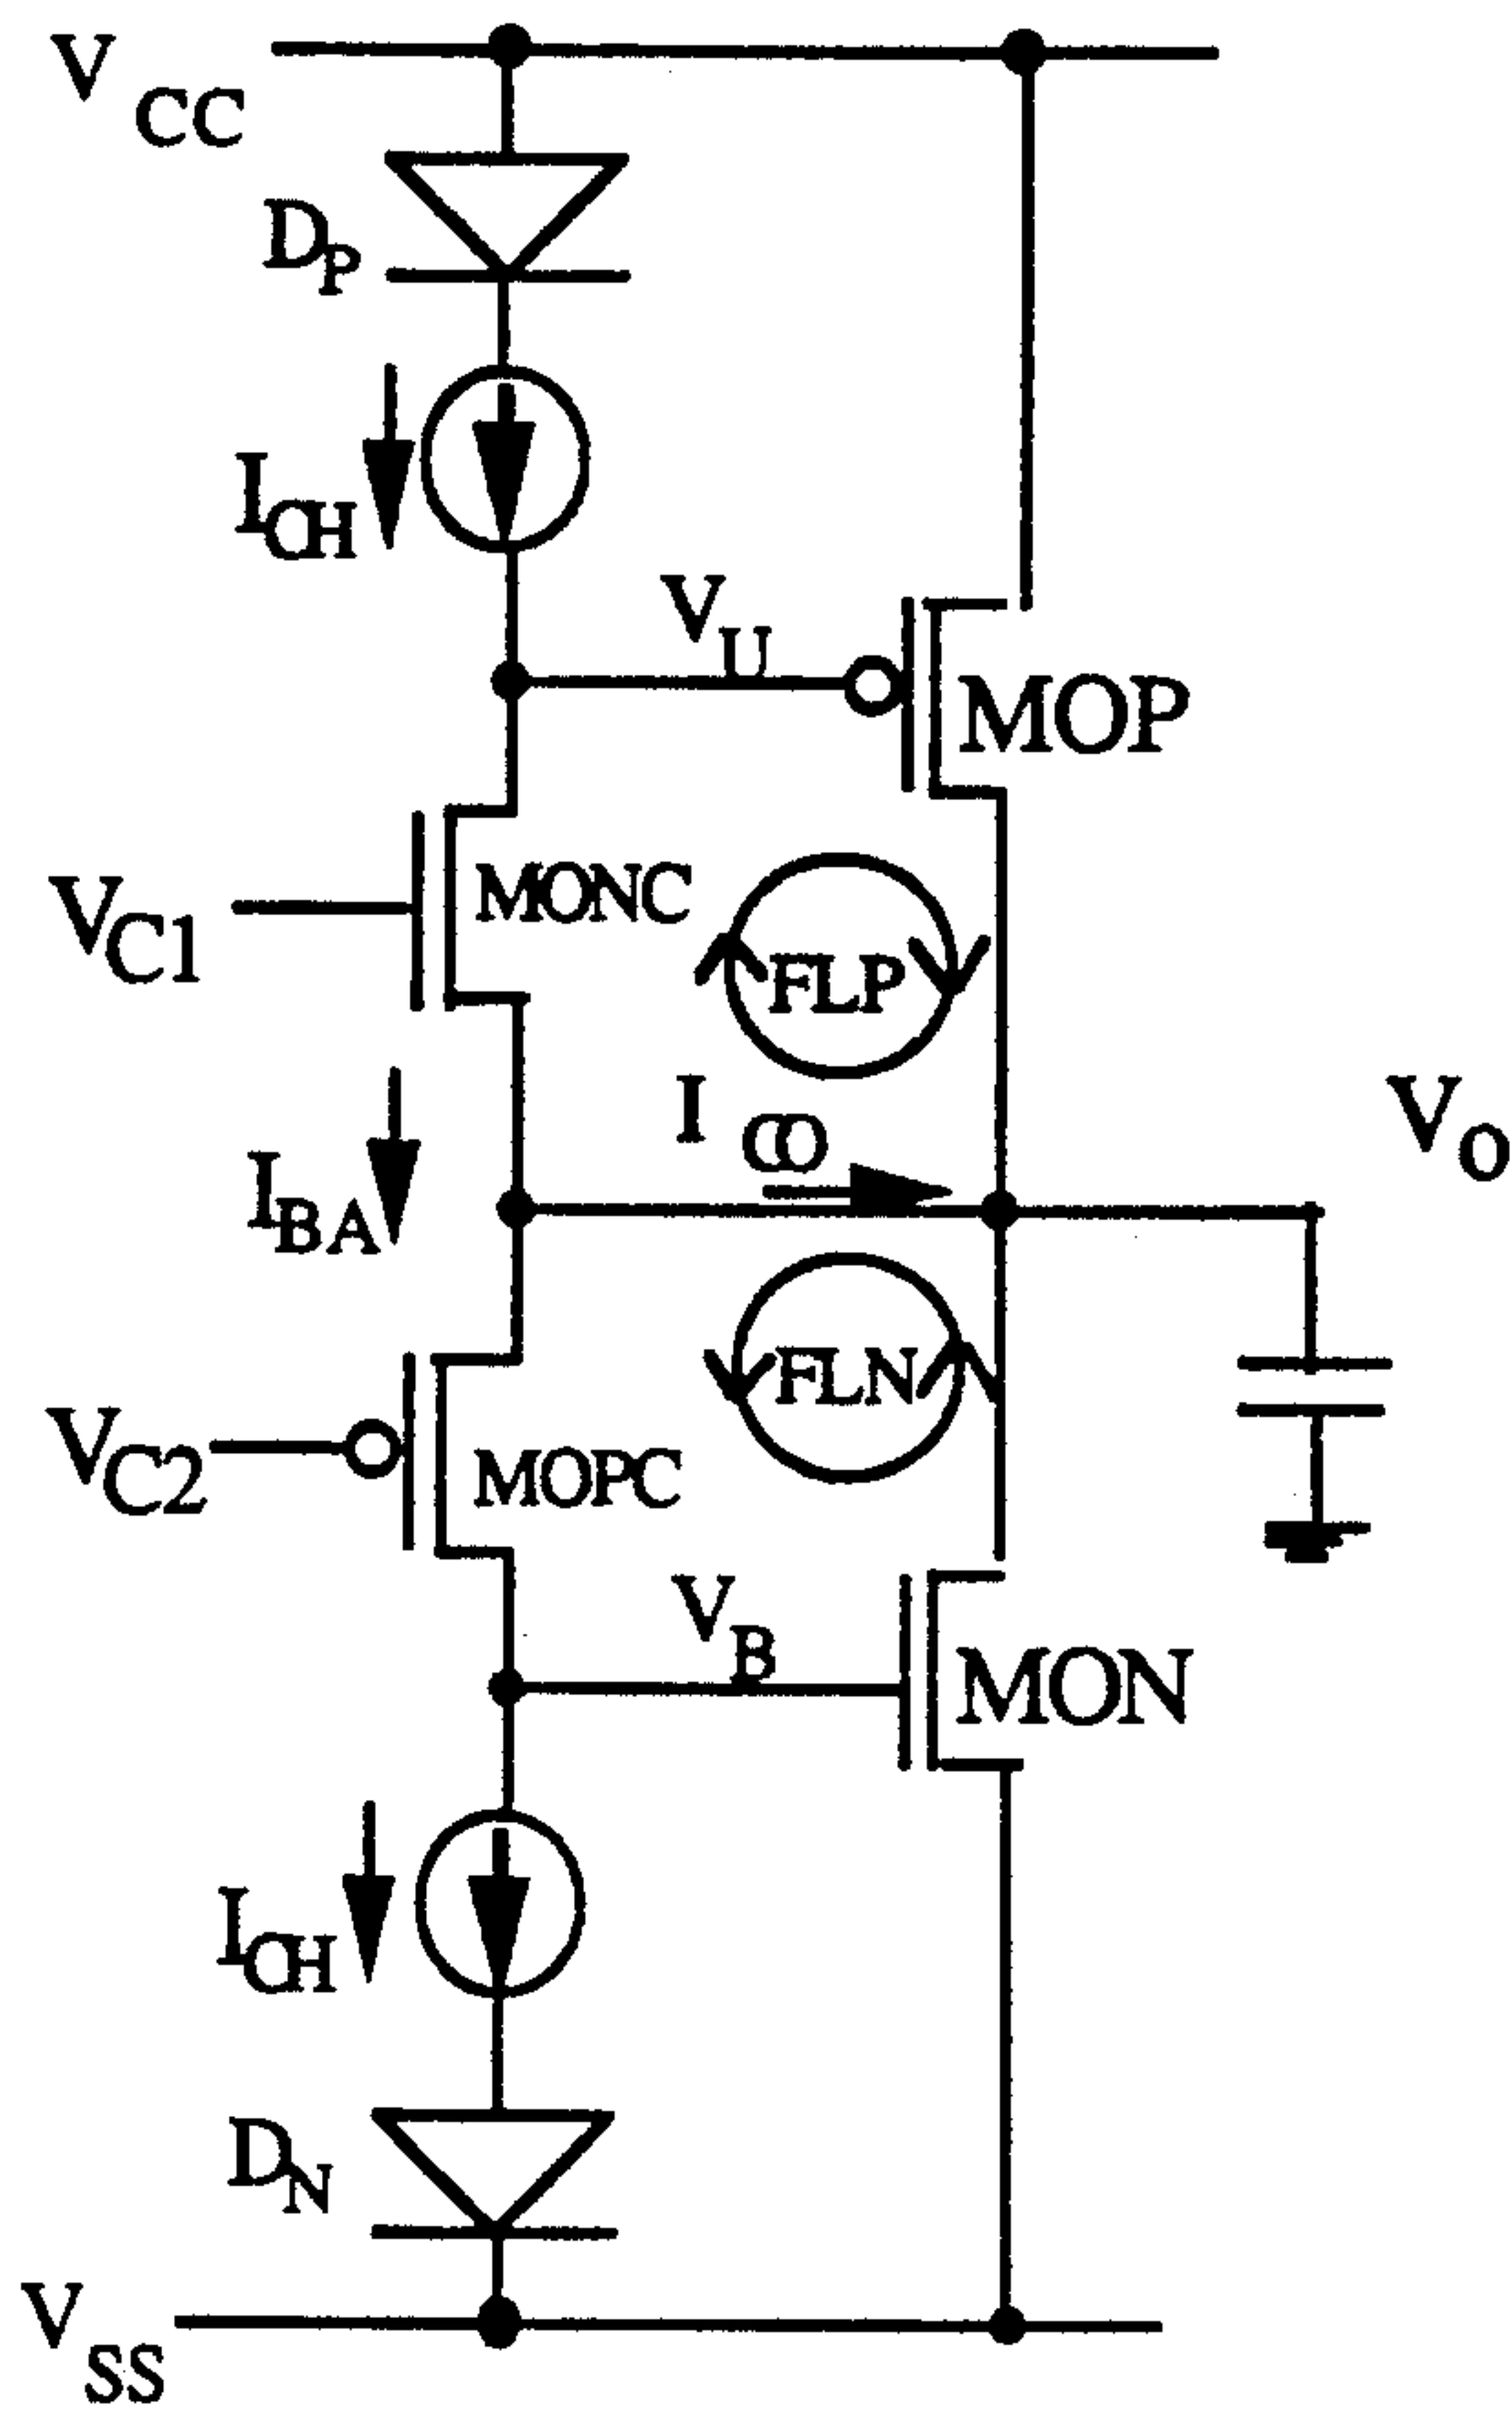 VCC
DP
ICH
VU
MOP
MONC
VC1
FLP
ICO
VO
IBA
FLN
VC2
MOPC
VB
MON
ICH
DN
VSS